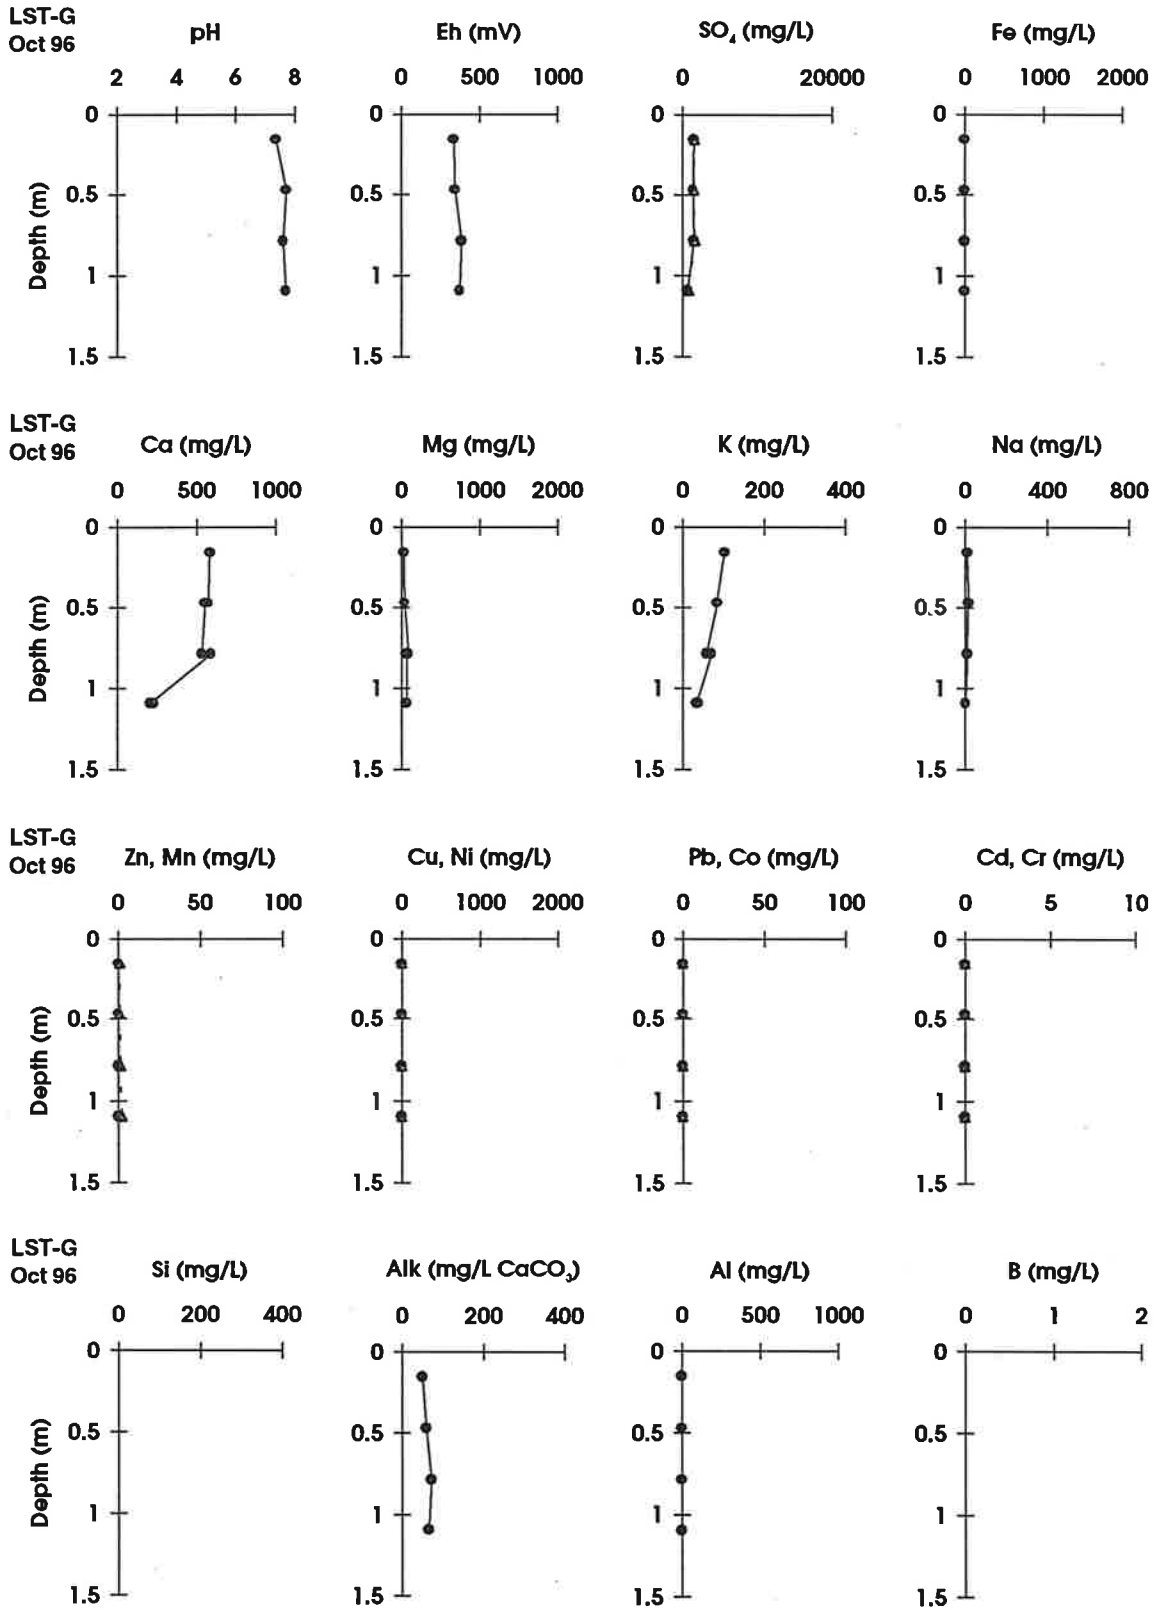 LST-G
Oct 96
pH Eh (mV) SO₄ (mg/L) Fe (mg/L)
2 4 6 8 0 500 1000 0 20000 0 1000 2000
0 0 0 0
Depth (m)
0.5 0.5 0.5 0.5
1 1 1 1
1.5 1.5 1.5 1.5
LST-G
Oct 96
Ca (mg/L) Mg (mg/L) K (mg/L) Na (mg/L)
0 500 1000 0 1000 2000 0 200 400 0 400 800
0 0 0 0
Depth (m)
0.5 0.5 0.5 0.5
1 1 1 1
1.5 1.5 1.5 1.5
LST-G
Oct 96
Zn, Mn (mg/L) Cu, Ni (mg/L) Pb, Co (mg/L) Cd, Cr (mg/L)
0 50 100 0 1000 2000 0 50 100 0 5 10
0 0 0 0
Depth (m)
0.5 0.5 0.5 0.5
1 1 1 1
1.5 1.5 1.5 1.5
LST-G
Oct 96
Si (mg/L) Alk (mg/L CaCO₃) Al (mg/L) B (mg/L)
0 200 400 0 200 400 0 500 1000 0 1 2
0 0 0 0
Depth (m)
0.5 0.5 0.5 0.5
1 1 1 1
1.5 1.5 1.5 1.5